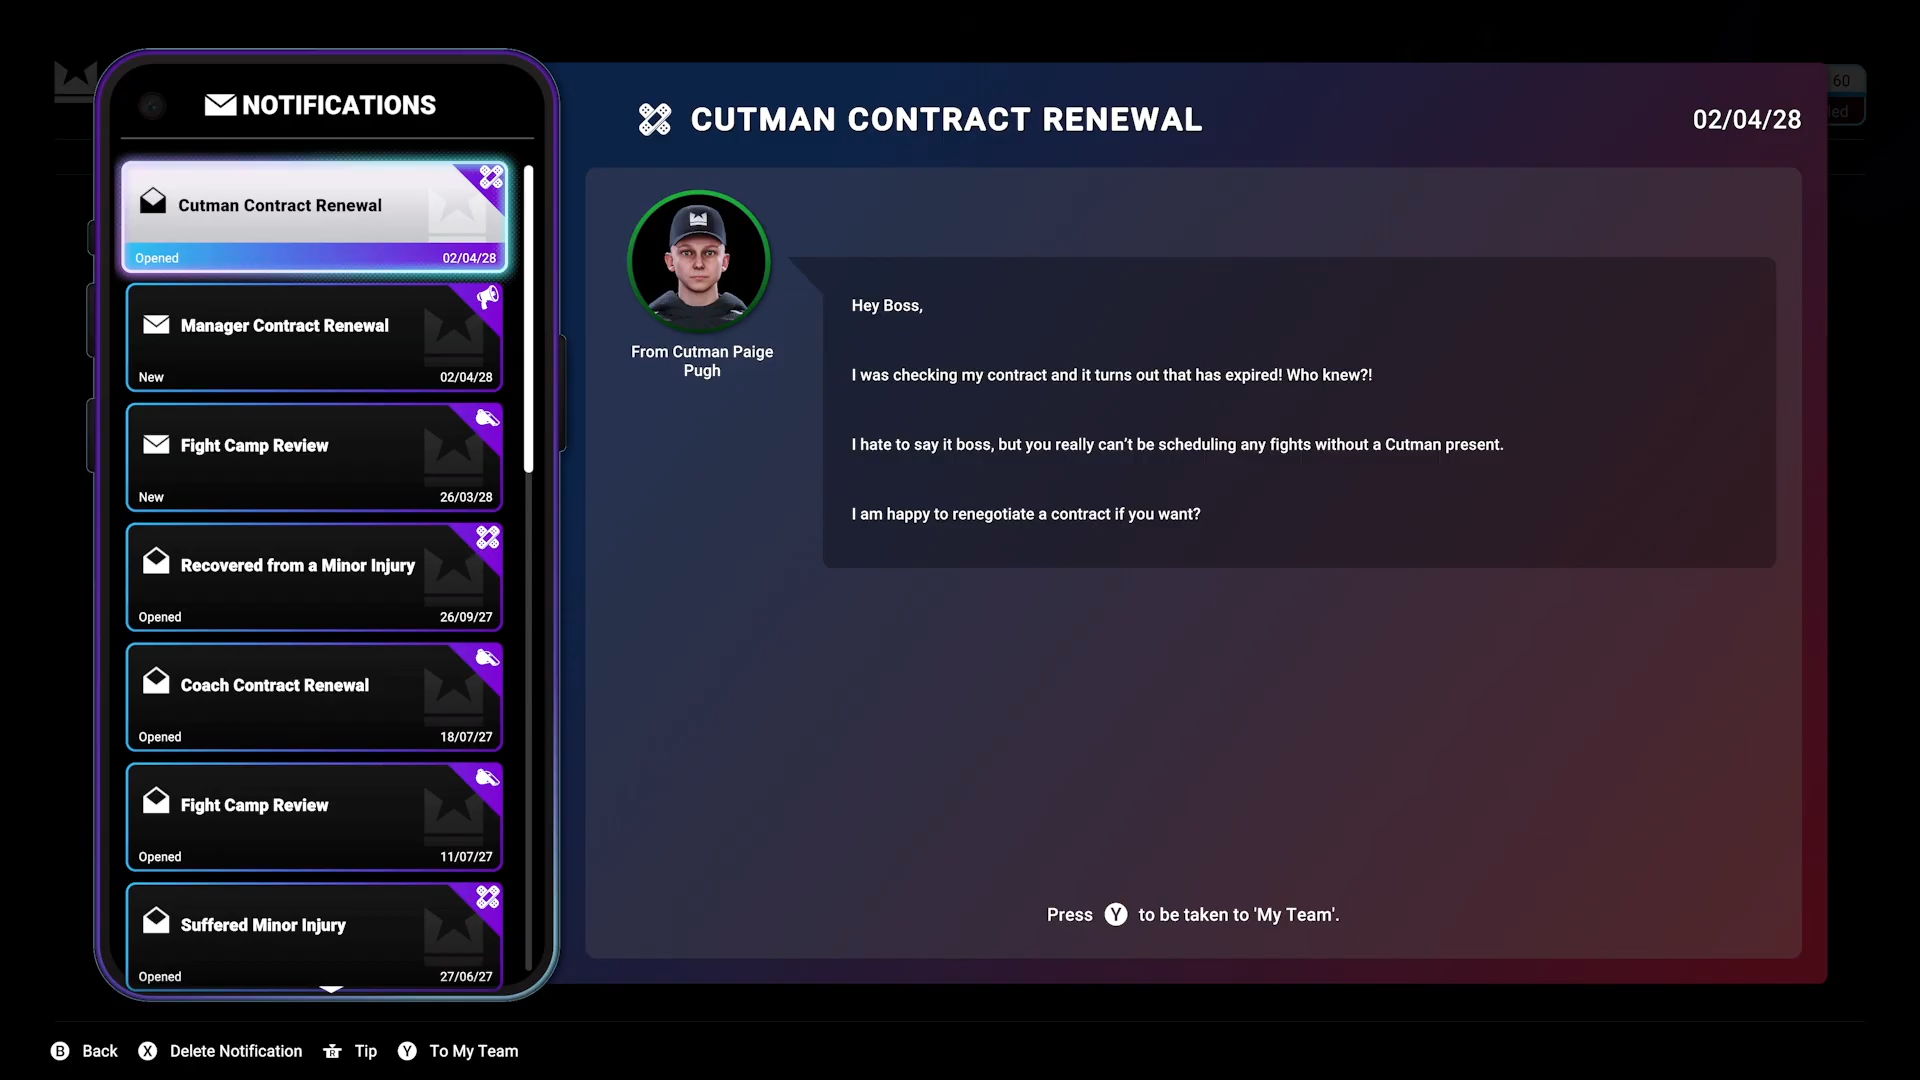 NOTIFICATIONS
Cutman Contract Renewal
Opened 02/04/28
Manager Contract Renewal
New 02/04/28
Fight Camp Review
New 26/03/28
Recovered from a Minor Injury
Opened 26/09/27
Coach Contract Renewal
Opened 18/07/27
Fight Camp Review
Opened 11/07/27
Suffered Minor Injury
Opened 27/06/27
CUTMAN CONTRACT RENEWAL
02/04/28
60
From Cutman Paige
Pugh
Hey Boss,
I was checking my contract and it turns out that has expired! Who knew?!
I hate to say it boss, but you really can't be scheduling any fights without a Cutman present.
I am happy to renegotiate a contract if you want?
Press Y to be taken to 'My Team'.
B Back X Delete Notification R Tip Y To My Team